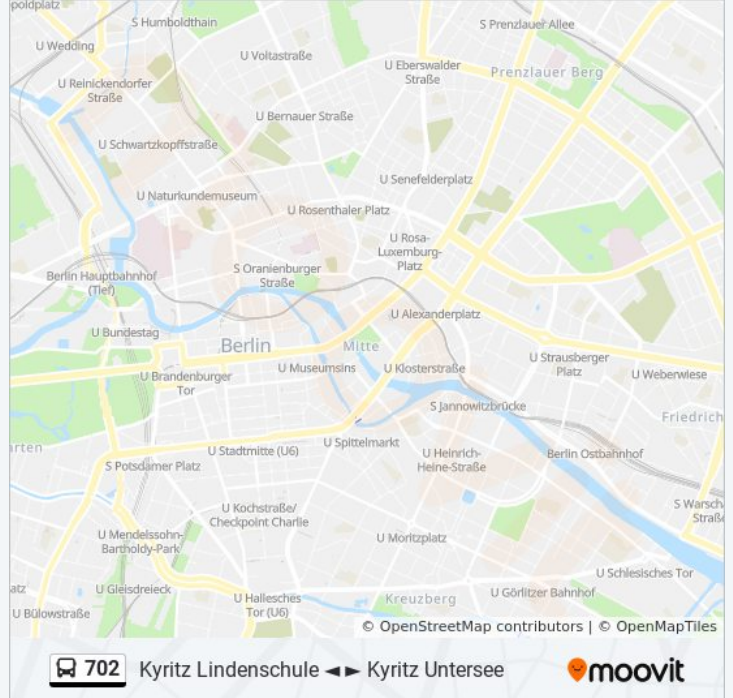 poldplatz
S Humboldthain
S Prenzlauer Allee
U Wedding
U Voltastraße
U Eberswalder
Straße
Prenzlauer Berg
U Reinickendorfer
Straße
U Bernauer Straße
U Schwartzkopffstraße
U Senefelderplatz
U Naturkundemuseum
U Rosenthaler Platz
U Rosa-
Luxemburg-
Platz
Berlin Hauptbahnhof
(Tief)
S Oranienburger
Straße
U Alexanderplatz
U Bundestag
Berlin
Mitte
U Strausberger
Platz
U Museumsins
U Klosterstraße
U Weberwiese
U Brandenburger
Tor
S Jannowitzbrücke
Friedrich
rten
U Spittelmarkt
U Stadtmitte (U6)
U Heinrich-
Heine-Straße
Berlin Ostbahnhof
S Potsdamer Platz
S Warsch
Straße
U Kochstraße/
Checkpoint Charlie
U Mendelssohn-
Bartholdy-Park
U Moritzplatz
U Schlesisches Tor
atz
U Gleisdreieck
U Görlitzer Bahnhof
U Hallesches
Tor (U6)
Kreuzberg
U Bülowstraße
© OpenStreetMap contributors | © OpenMapTiles
702 Kyritz Lindenschule ◄ ► Kyritz Untersee
moovit